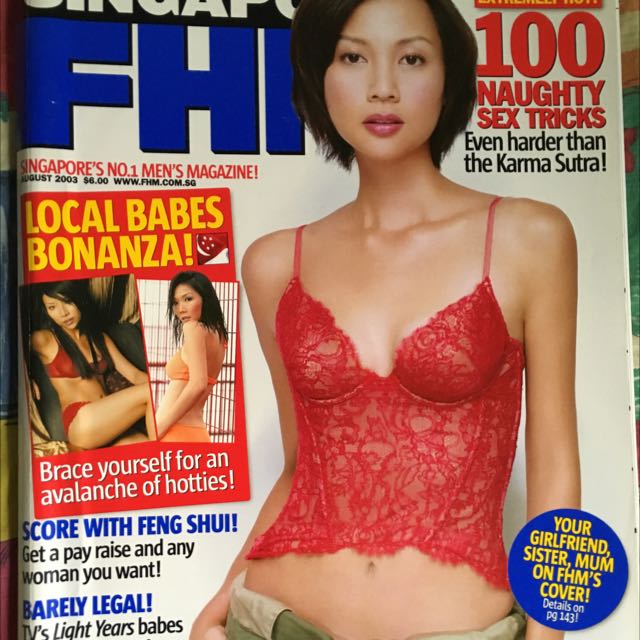 SINGAPO
FHM
SINGAPORE'S NO.1 MEN'S MAGAZINE!
AUGUST 2003 $6.00 WWW.FHM.COM.SG
EXTREMELY HOT!
100
NAUGHTY
SEX TRICKS
Even harder than
the Karma Sutra!
LOCAL BABES
BONANZA!
Brace yourself for an
avalanche of hotties!
SCORE WITH FENG SHUI!
Get a pay raise and any
woman you want!
BARELY LEGAL!
TV's Light Years babes
YOUR
GIRLFRIEND,
SISTER, MUM
ON FHM'S
COVER!
Details on
pg 143!